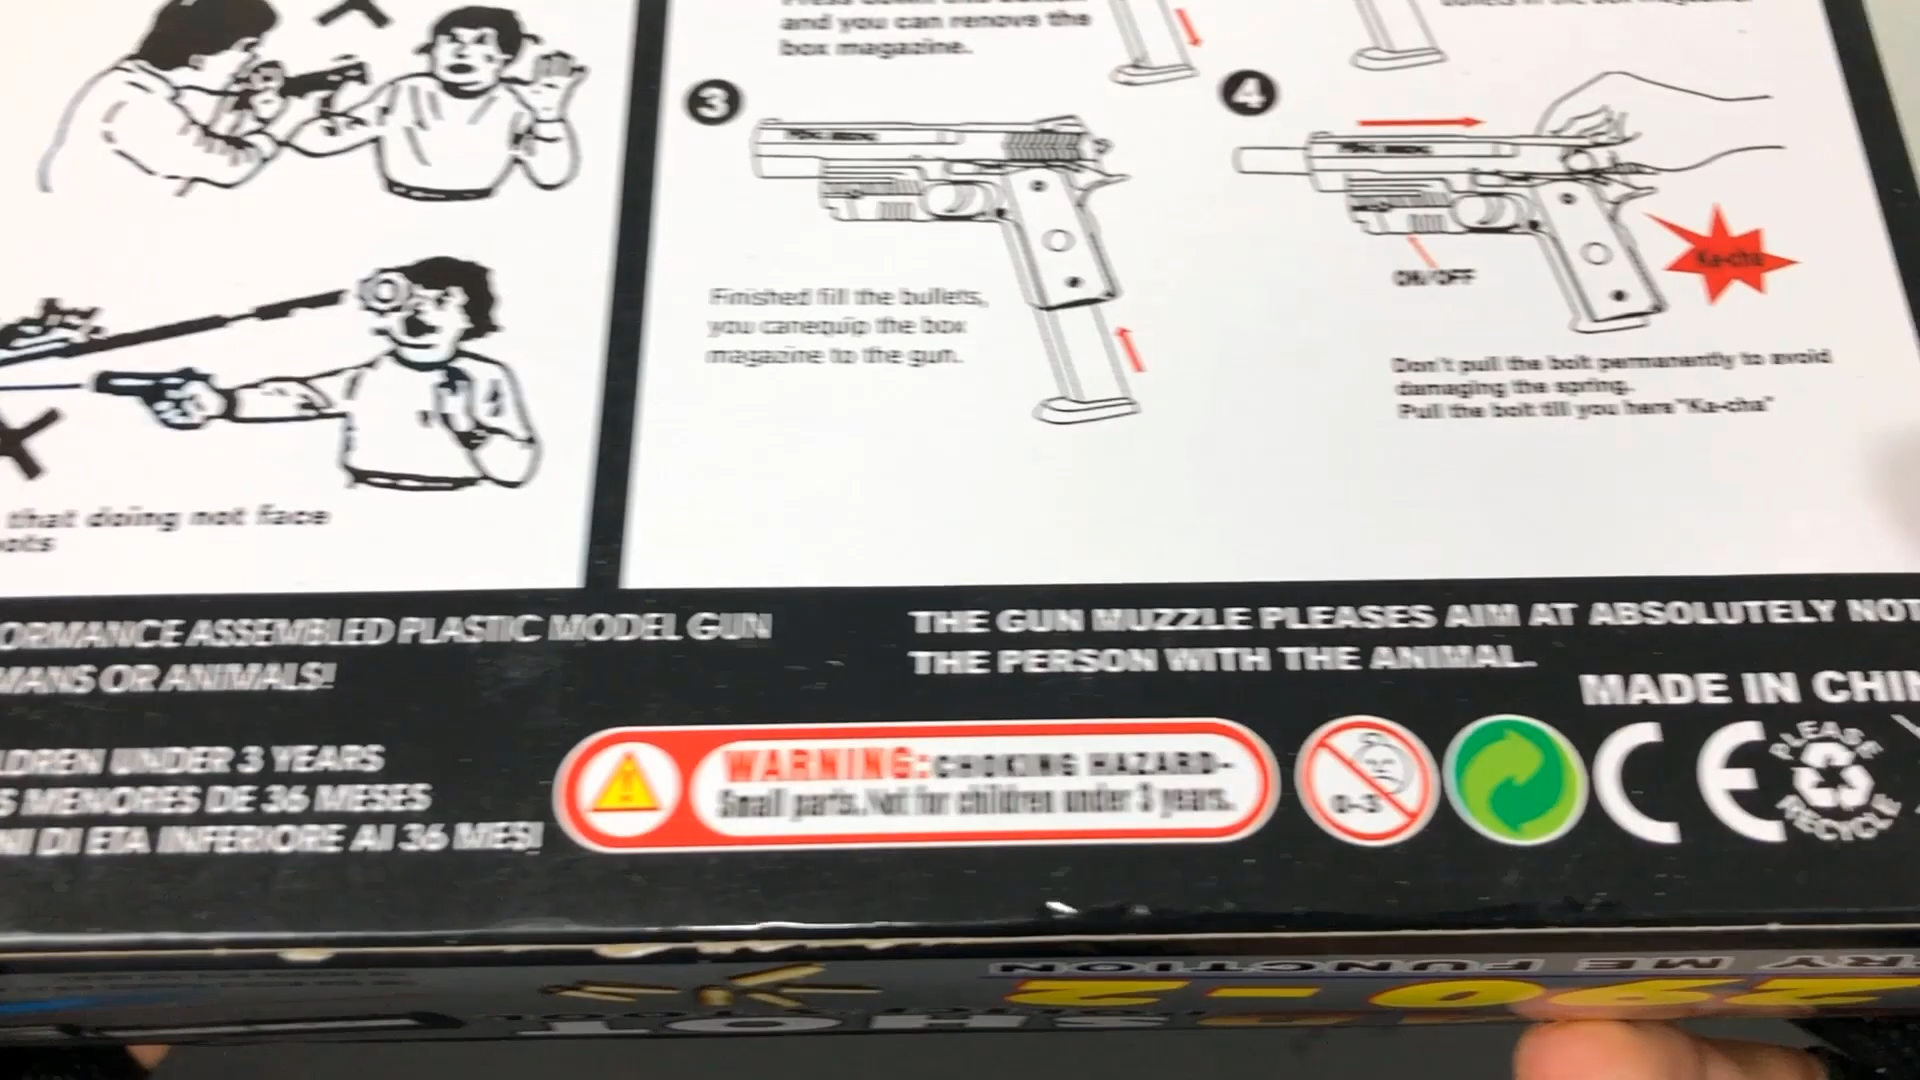 and you can remove the
box magazine.
3
4
Finished fill the bullets,
you canequip the box
magazine to the gun.
ON/OFF
Ka-cha
Don't pull the bolt permanently to avoid
damaging the spring.
Pull the bolt till you here "Ka-cha"
that doing not face
ORMANCE ASSEMBLED PLASTIC MODEL GUN
MANS OR ANIMALS!
THE GUN MUZZLE PLEASES AIM AT ABSOLUTELY NOT
THE PERSON WITH THE ANIMAL.
MADE IN CHIN
LDREN UNDER 3 YEARS
S MENORES DE 36 MESES
NI DI ETA INFERIORE AI 36 MESI
WARNING: CHOKING HAZARD-
Small parts. Not for children under 3 years.
0-3
CE
PLEASE
RECYCLE
TRY ME FUNCTION
SHOT